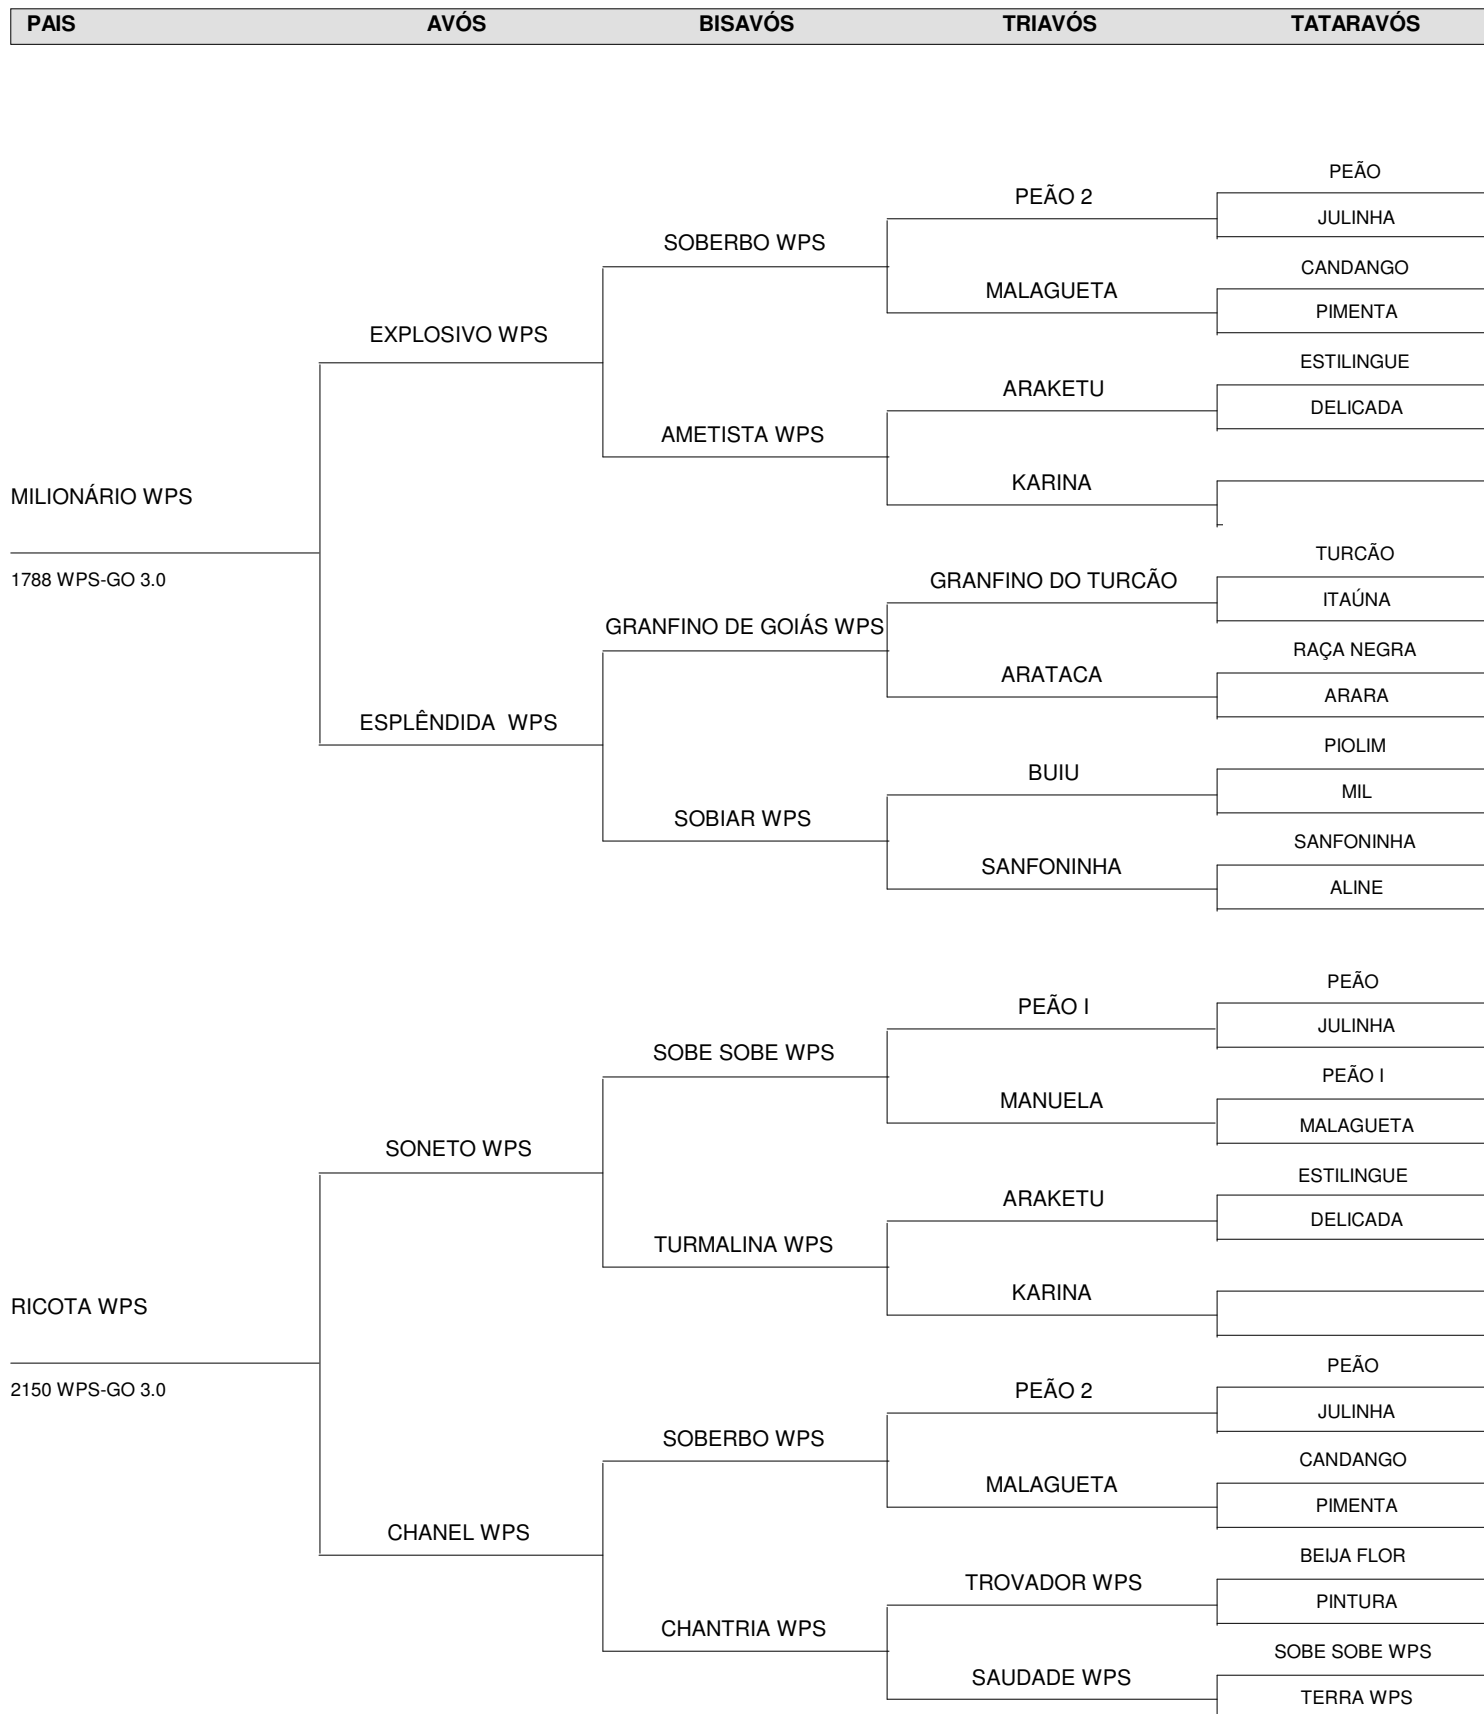 PAIS AVÓS BISAVÓS TRIAVÓS TATARAVÓS
PEÃO
PEÃO 2
JULINHA
SOBERBO WPS
CANDANGO
MALAGUETA
PIMENTA
EXPLOSIVO WPS
ESTILINGUE
ARAKETU
DELICADA
AMETISTA WPS
KARINA
MILIONÁRIO WPS
TURCÃO
1788 WPS-GO 3.0
GRANFINO DO TURCÃO
ITAÚNA
GRANFINO DE GOIÁS WPS
RAÇA NEGRA
ARATACA
ARARA
ESPLÊNDIDA  WPS
PIOLIM
BUIU
MIL
SOBIAR WPS
SANFONINHA
SANFONINHA
ALINE
PEÃO
PEÃO I
JULINHA
SOBE SOBE WPS
PEÃO I
MANUELA
MALAGUETA
SONETO WPS
ESTILINGUE
ARAKETU
DELICADA
TURMALINA WPS
KARINA
RICOTA WPS
PEÃO
2150 WPS-GO 3.0
PEÃO 2
JULINHA
SOBERBO WPS
CANDANGO
MALAGUETA
PIMENTA
CHANEL WPS
BEIJA FLOR
TROVADOR WPS
PINTURA
CHANTRIA WPS
SOBE SOBE WPS
SAUDADE WPS
TERRA WPS